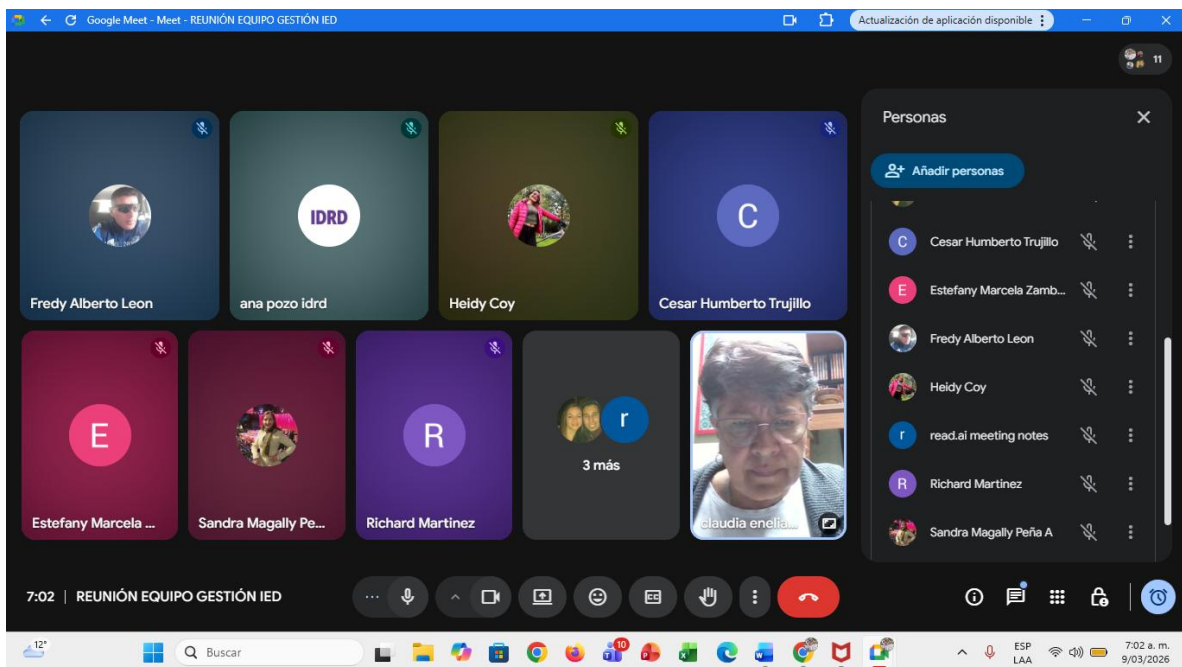 Google Meet - Meet - REUNIÓN EQUIPO GESTIÓN IED
Actualización de aplicación disponible
11
Personas
Añadir personas
Fredy Alberto Leon
IDRD
ana pozo idrd
Heidy Coy
C
Cesar Humberto Trujillo
E
Estefany Marcela ...
Sandra Magally Pe...
R
Richard Martinez
r
3 más
claudia enelia...
C
Cesar Humberto Trujillo
E
Estefany Marcela Zamb...
Fredy Alberto Leon
Heidy Coy
r
read.ai meeting notes
R
Richard Martinez
Sandra Magally Peña A
7:02 | REUNIÓN EQUIPO GESTIÓN IED
CC
12°
Buscar
10
ESP
LAA
7:02 a. m.
9/03/2026